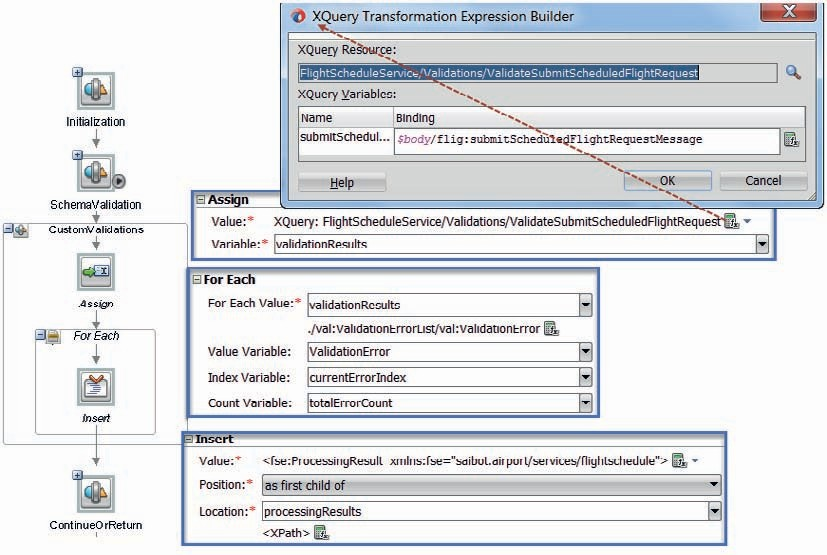 XQuery Transformation Expression Builder
XQuery Resource:
FlightScheduleService/Validations/ValidateSubmitScheduledFlightRequest
XQuery Variables:
Name Binding
submitSchedul... $body/flig:submitScheduledFlightRequestMessage
Help OK Cancel
Initialization
SchemaValidation
CustomValidations
Assign
For Each
Insert
ContinueOrReturn
Assign
Value:* XQuery: FlightScheduleService/Validations/ValidateSubmitScheduledFlightRequest
Variable:* validationResults
For Each
For Each Value:* validationResults
./val:ValidationErrorList/val:ValidationError
Value Variable: ValidationError
Index Variable: currentErrorIndex
Count Variable: totalErrorCount
Insert
Value:* <fse:ProcessingResult xmlns:fse="saibot.airport/services/flightschedule">
Position:* as first child of
Location:* processingResults
<XPath>